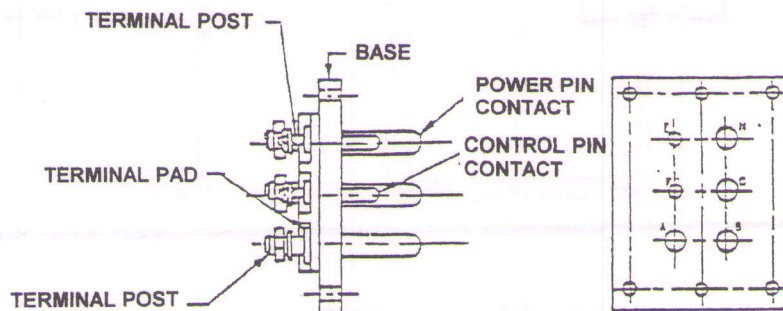 TERMINAL POST
BASE
POWER PIN
CONTACT
CONTROL PIN
CONTACT
TERMINAL PAD
TERMINAL POST
N
F
C
A
B